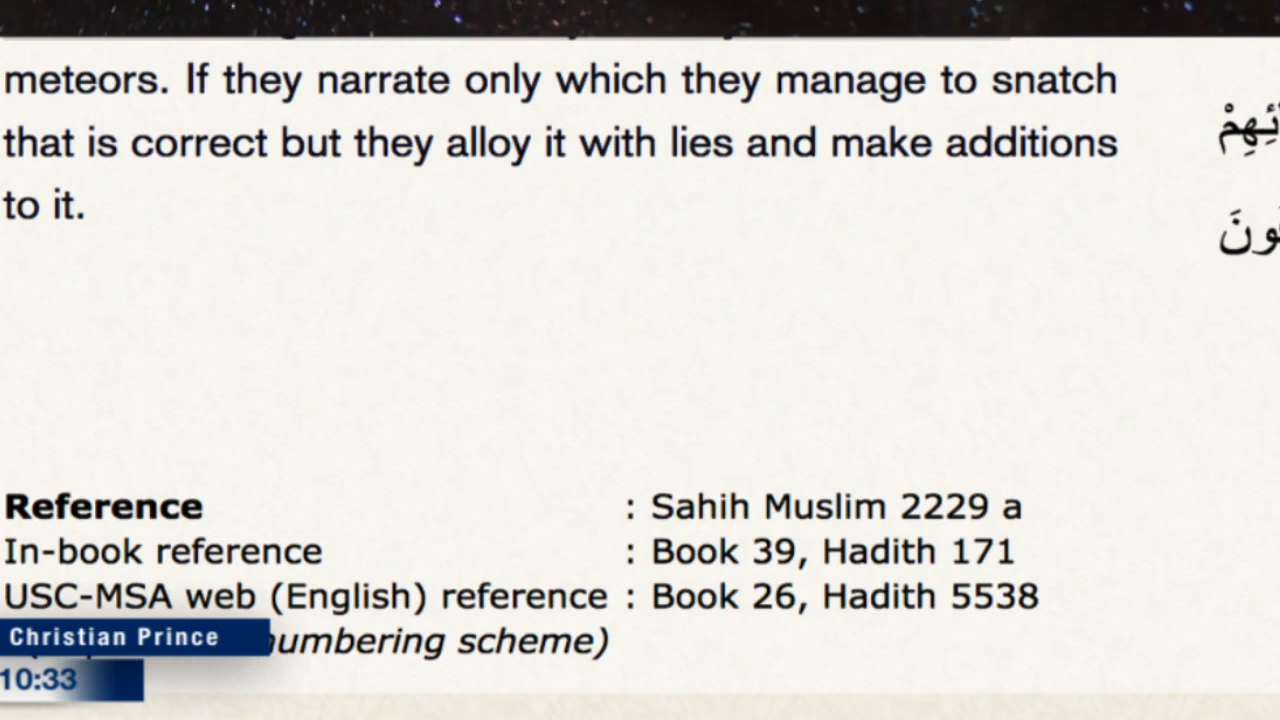 meteors. If they narrate only which they manage to snatch
that is correct but they alloy it with lies and make additions
to it.
Reference : Sahih Muslim 2229 a
In-book reference : Book 39, Hadith 171
USC-MSA web (English) reference : Book 26, Hadith 5538
numbering scheme)
Christian Prince
10:33